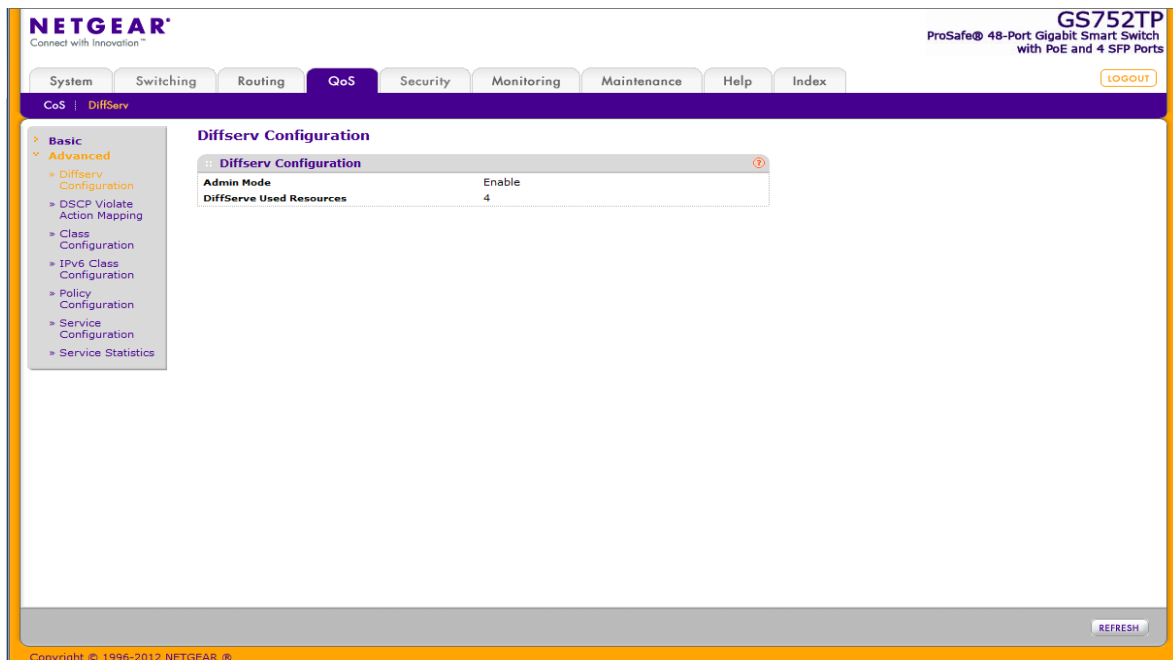 NETGEAR®
Connect with Innovation™
GS752TP
ProSafe® 48-Port Gigabit Smart Switch
with PoE and 4 SFP Ports
System Switching Routing QoS Security Monitoring Maintenance Help Index
LOGOUT
CoS | DiffServ
Basic
Advanced
» Diffserv
Configuration
» DSCP Violate
Action Mapping
» Class
Configuration
» IPv6 Class
Configuration
» Policy
Configuration
» Service
Configuration
» Service Statistics
Diffserv Configuration
:: Diffserv Configuration ?
Admin Mode Enable
DiffServe Used Resources 4
REFRESH
Copyright © 1996-2012 NETGEAR ®